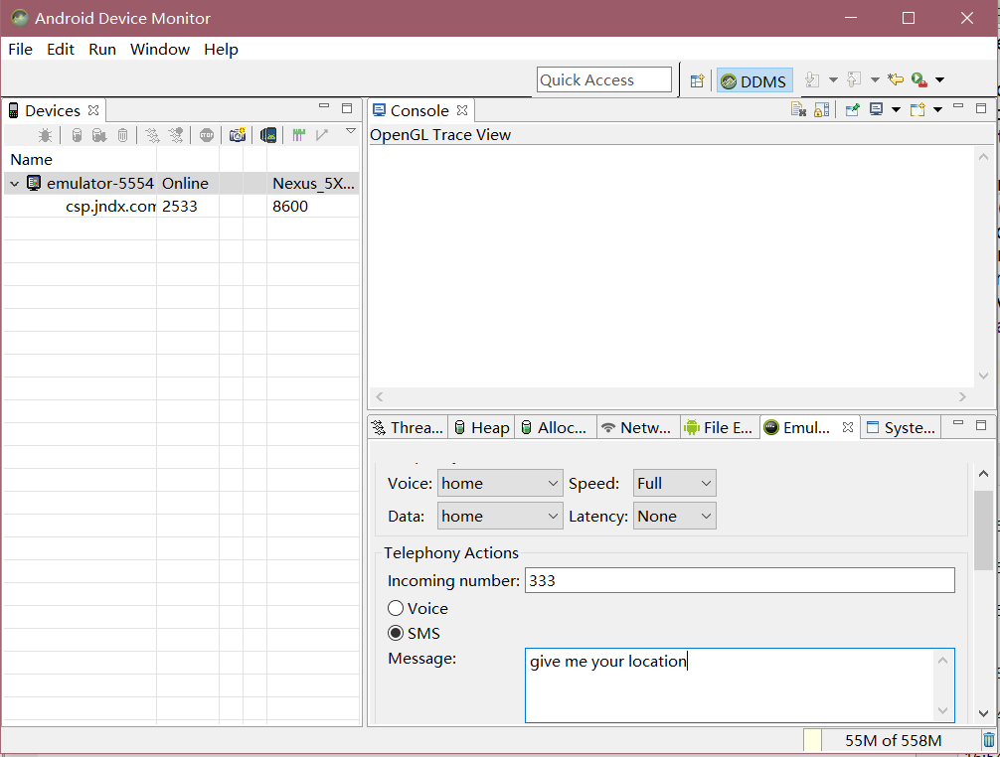 Android Device Monitor
File Edit Run Window Help
Quick Access DDMS
Devices
Name
emulator-5554 Online Nexus_5X...
csp.jndx.com 2533 8600
Console
OpenGL Trace View
Threa... Heap Alloc... Netw... File E... Emul... Syste...
Voice: home Speed: Full
Data: home Latency: None
Telephony Actions
Incoming number: 333
Voice
SMS
Message: give me your location
55M of 558M